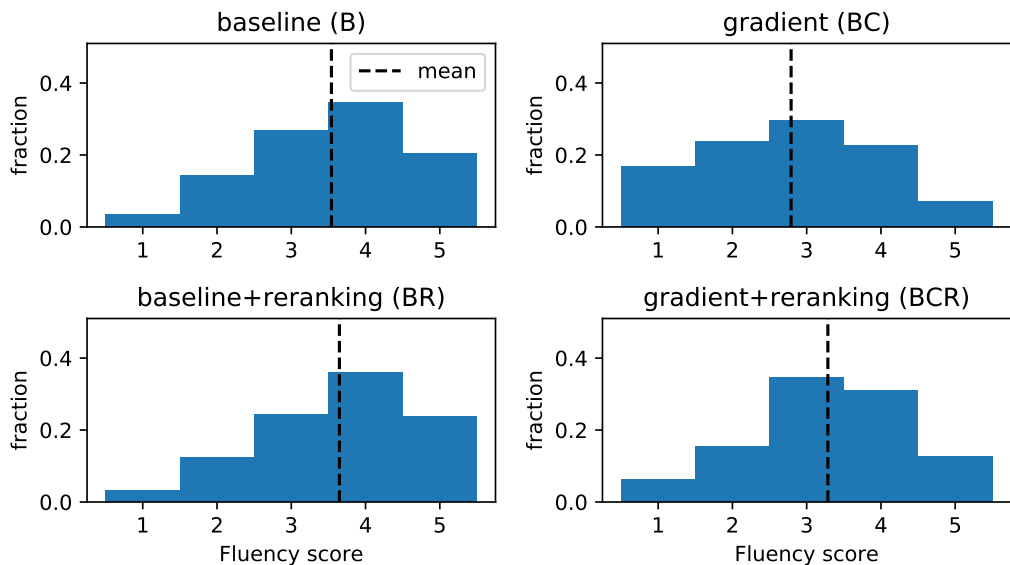 baseline (B)
fraction
0.4
0.2
0.0
mean
1 2 3 4 5
gradient (BC)
fraction
0.4
0.2
0.0
1 2 3 4 5
baseline+reranking (BR)
fraction
0.4
0.2
0.0
1 2 3 4 5
Fluency score
gradient+reranking (BCR)
fraction
0.4
0.2
0.0
1 2 3 4 5
Fluency score